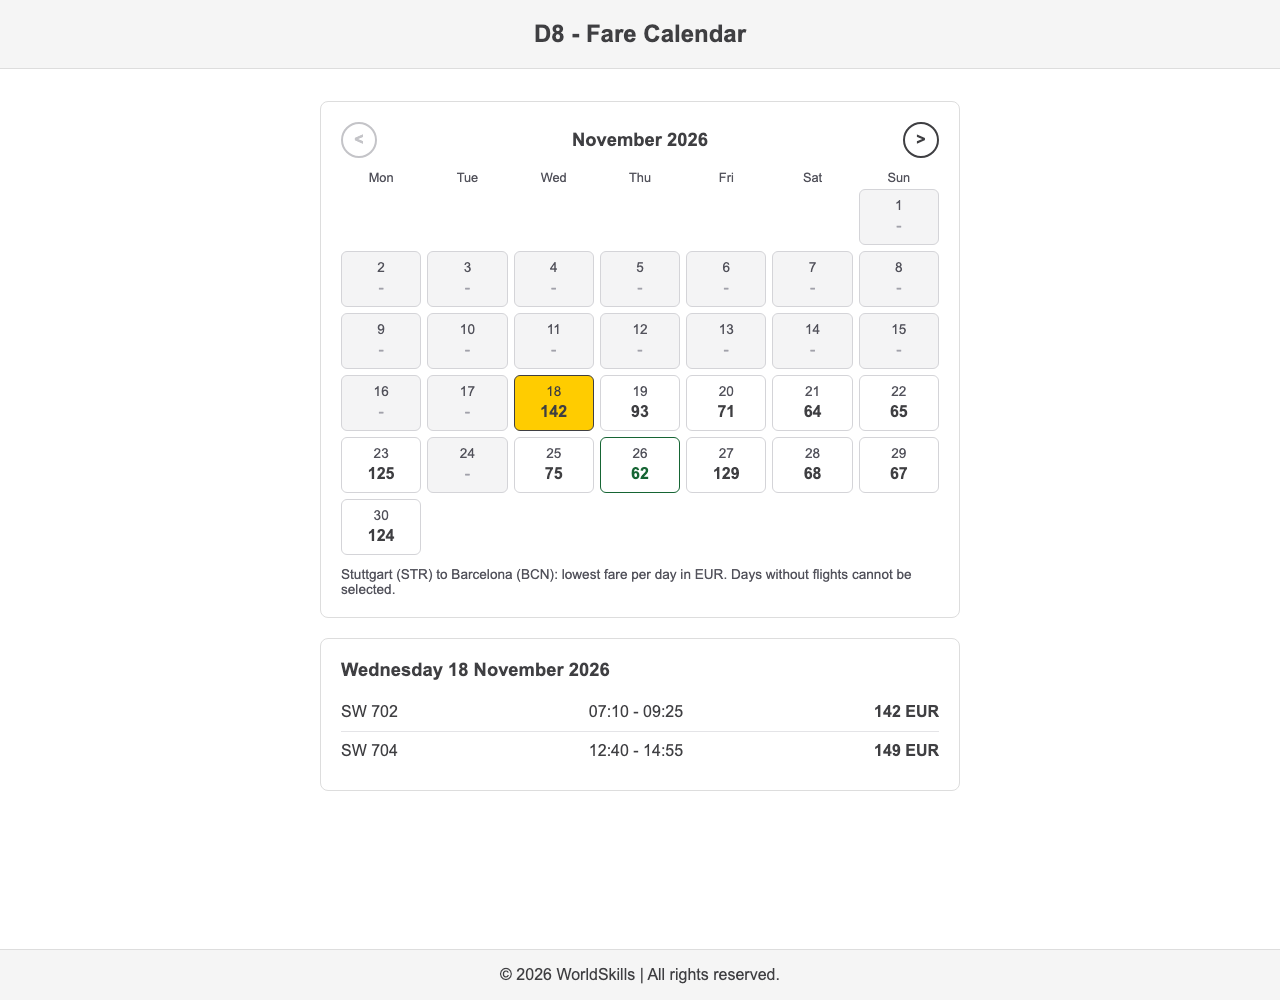 D8 - Fare Calendar
< November 2026 >
Mon Tue Wed Thu Fri Sat Sun
1
-
2 3 4 5 6 7 8
- - - - - - -
9 10 11 12 13 14 15
- - - - - - -
16 17 18 19 20 21 22
- - 142 93 71 64 65
23 24 25 26 27 28 29
125 - 75 62 129 68 67
30
124
Stuttgart (STR) to Barcelona (BCN): lowest fare per day in EUR. Days without flights cannot be
selected.
Wednesday 18 November 2026
SW 702 07:10 - 09:25 142 EUR
SW 704 12:40 - 14:55 149 EUR
© 2026 WorldSkills | All rights reserved.